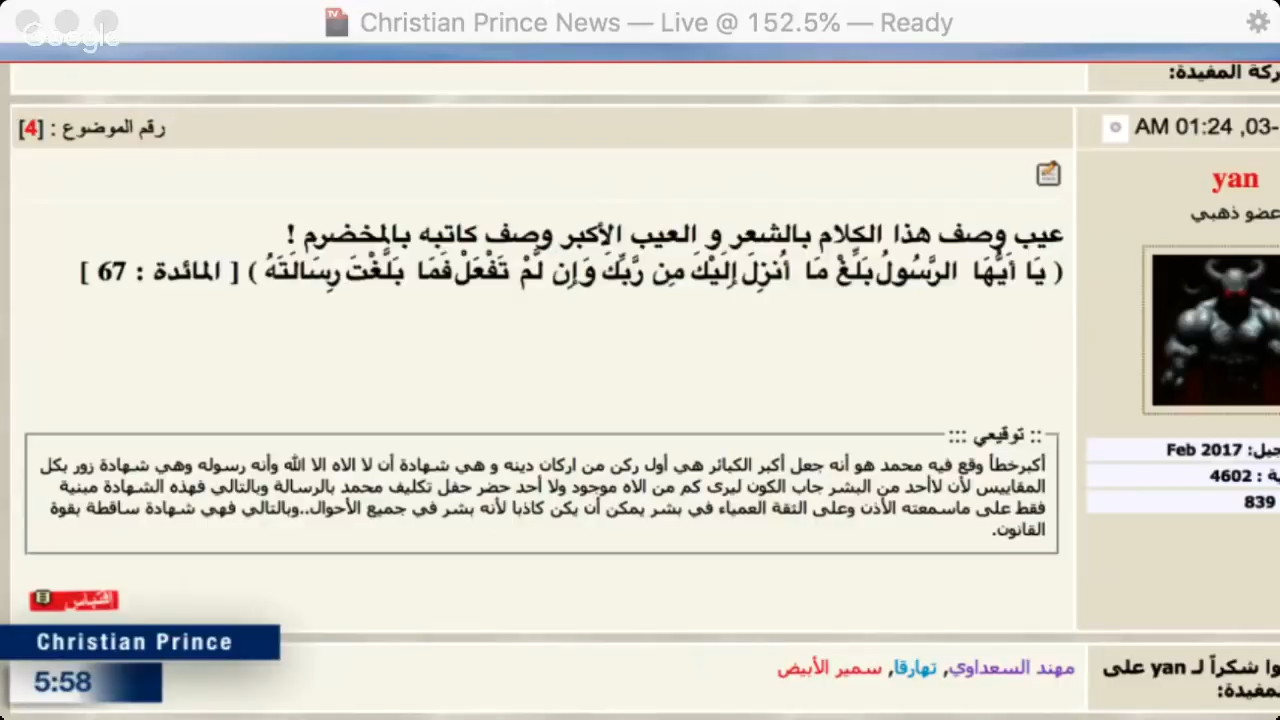 Google
Christian Prince News — Live @ 152.5% — Ready
ركة المفيدة:
رقم الموضوع : [4]
03-, 01:24 AM
yan
عضو ذهبي
عيب وصف هذا الكلام بالشعر و العيب الأكبر وصف كاتبه بالمخضرم !
( يَا أَيُّهَا الرَّسُولُ بَلِّغْ مَا أُنزِلَ إِلَيْكَ مِن رَّبِّكَ وَإِن لَّمْ تَفْعَلْ فَمَا بَلَّغْتَ رِسَالَتَهُ ) [ المائدة : 67 ]
جيل: Feb 2017
ة : 4602
839
:: توقيعي :::
أكبرخطأ وقع فيه محمد هو أنه جعل أكبر الكبائر هي أول ركن من اركان دينه و هي شهادة أن لا الاه الا الله وأنه رسوله وهي شهادة زور بكل
المقاييس لأن لاأحد من البشر جاب الكون ليرى كم من الاه موجود ولا أحد حضر حفل تكليف محمد بالرسالة وبالتالي فهذه الشهادة مبنية
فقط على ماسمعته الأذن وعلى الثقة العمياء في بشر يمكن أن يكن كاذبا لأنه بشر في جميع الأحوال..وبالتالي فهي شهادة ساقطة بقوة
القانون.
إقتباس
Christian Prince
5:58
وا شكراً لـ yan على
لمفيدة:
مهند السعداوي, تهارقا, سمير الأبيض